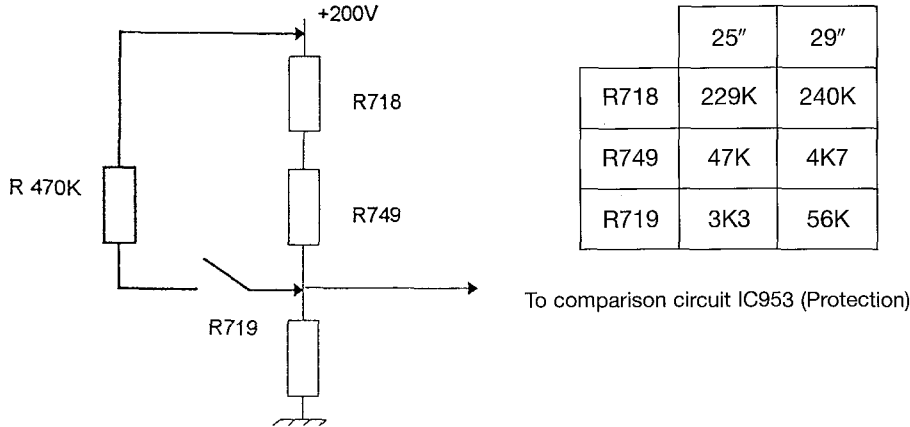 +200V
R718
R 470K
R749
R719
25" 29"
R718 229K 240K
R749 47K 4K7
R719 3K3 56K
To comparison circuit IC953 (Protection)